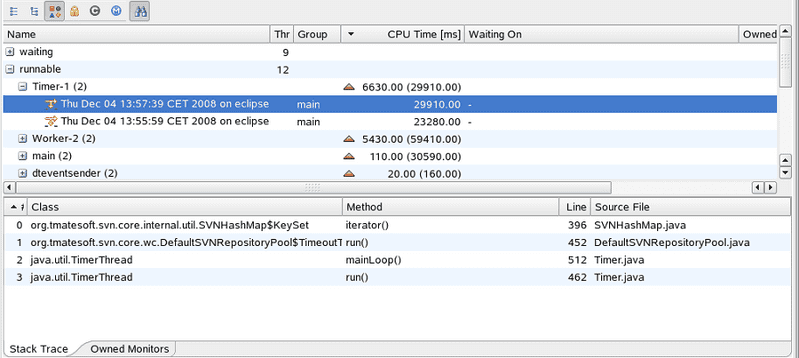 Name Thr Group CPU Time [ms] Waiting On Owned
waiting 9
runnable 12
Timer-1 (2) 6630.00 (29910.00)
Thu Dec 04 13:57:39 CET 2008 on eclipse main 29910.00 -
Thu Dec 04 13:55:59 CET 2008 on eclipse main 23280.00 -
Worker-2 (2) 5430.00 (59410.00)
main (2) 110.00 (30590.00)
dteventsender (2) 20.00 (160.00)
Class Method Line Source File
0 org.tmatesoft.svn.core.internal.util.SVNHashMap$KeySet iterator() 396 SVNHashMap.java
1 org.tmatesoft.svn.core.wc.DefaultSVNRepositoryPool$TimeoutT run() 452 DefaultSVNRepositoryPool.java
2 java.util.TimerThread mainLoop() 512 Timer.java
3 java.util.TimerThread run() 462 Timer.java
Stack Trace Owned Monitors